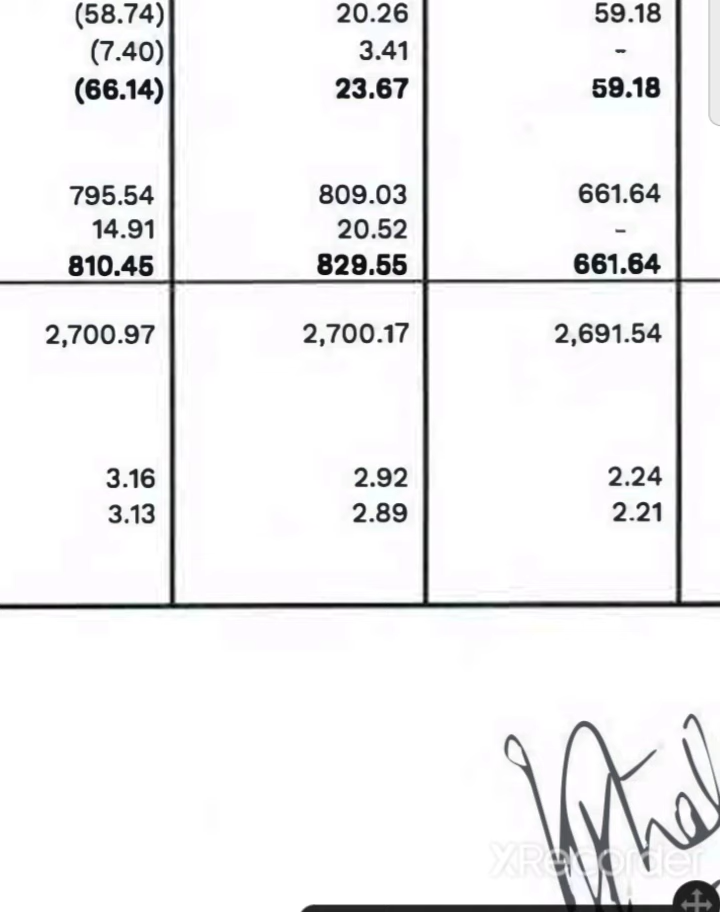 (58.74) 20.26 59.18
(7.40) 3.41 -
(66.14) 23.67 59.18
795.54 809.03 661.64
14.91 20.52 -
810.45 829.55 661.64
2,700.97 2,700.17 2,691.54
3.16 2.92 2.24
3.13 2.89 2.21
XRecorder